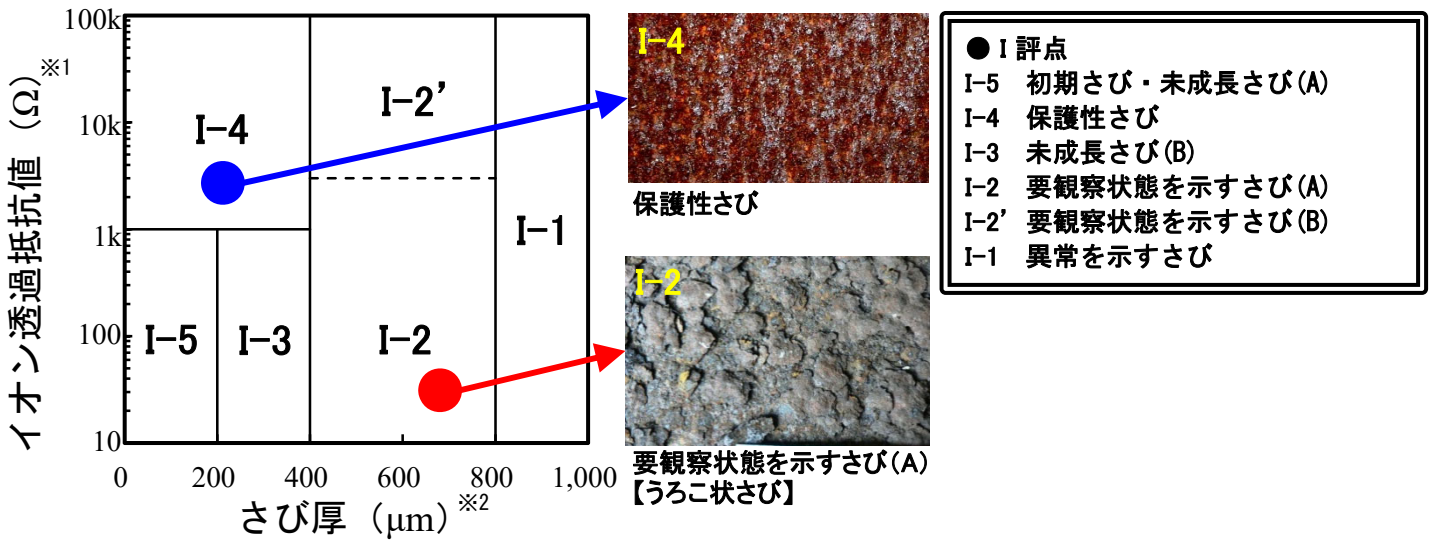 イオン透過抵抗値（Ω）※1
100k
10k
1k
100
10
I-4
I-2’
I-1
I-5
I-3
I-2
0
200
400
600
800
1,000
さび厚（μm）※2
I-4
保護性さび
I-2
要観察状態を示すさび(A)
【うろこ状さび】
● I 評点
I-5 初期さび・未成長さび(A)
I-4 保護性さび
I-3 未成長さび(B)
I-2 要観察状態を示すさび(A)
I-2’ 要観察状態を示すさび(B)
I-1 異常を示すさび